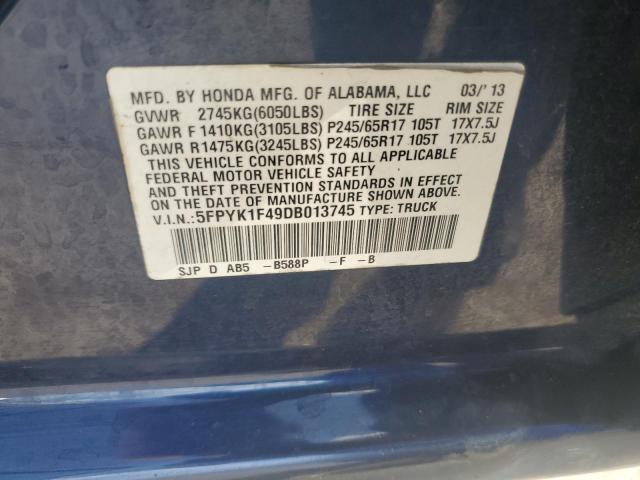 MFD. BY HONDA MFG. OF ALABAMA, LLC 03/'13
GVWR 2745KG(6050LBS) TIRE SIZE RIM SIZE
GAWR F1410KG(3105LBS) P245/65R17 105T 17X7.5J
GAWR R1475KG(3245LBS) P245/65R17 105T 17X7.5J
THIS VEHICLE CONFORMS TO ALL APPLICABLE
FEDERAL MOTOR VEHICLE SAFETY
AND THEFT PREVENTION STANDARDS IN EFFECT
ON THE DATE OF MANUFACTURE SHOWN ABOVE.
V.I.N.:5FPYK1F49DB013745 TYPE: TRUCK
SJP D AB5 -B588P -F -B